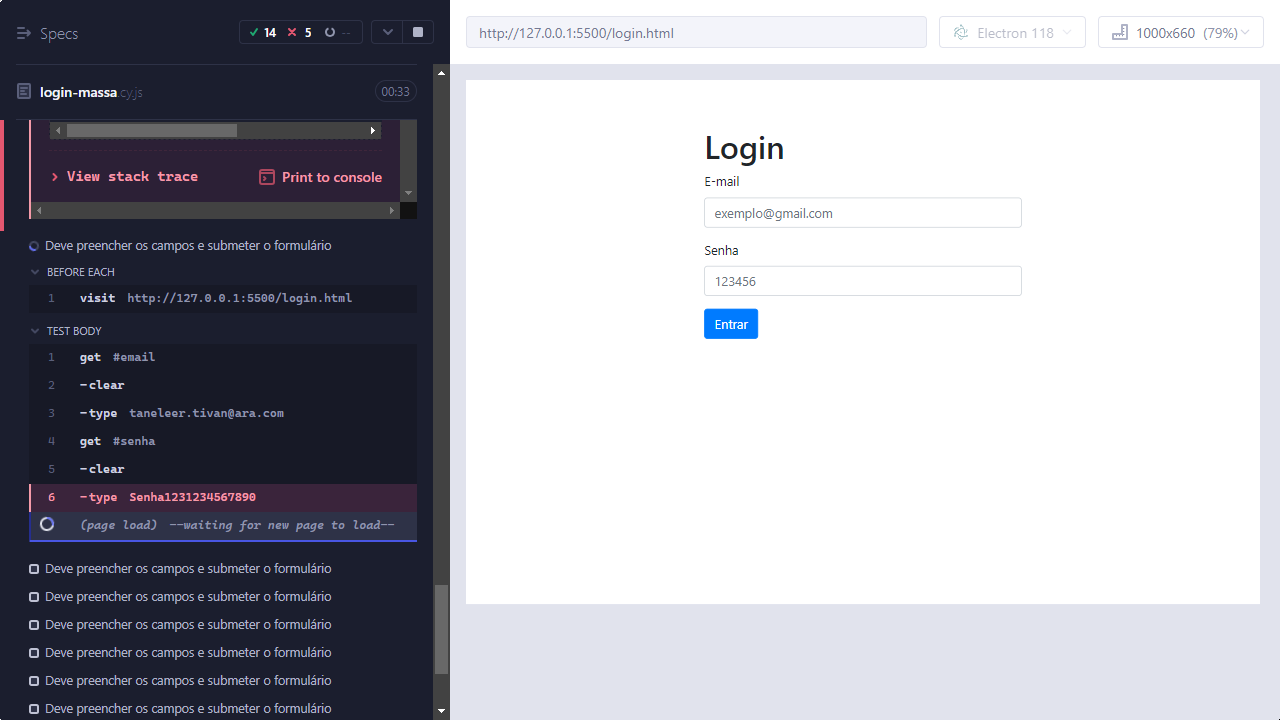 Specs
14 5 --
login-massa.cy.js
00:33
View stack trace
Print to console
Deve preencher os campos e submeter o formulário
BEFORE EACH
1 visit http://127.0.0.1:5500/login.html
TEST BODY
1 get #email
2 -clear
3 -type taneleer.tivan@ara.com
4 get #senha
5 -clear
6 -type Senha1231234567890
(page load) --waiting for new page to load--
Deve preencher os campos e submeter o formulário
Deve preencher os campos e submeter o formulário
Deve preencher os campos e submeter o formulário
Deve preencher os campos e submeter o formulário
Deve preencher os campos e submeter o formulário
Deve preencher os campos e submeter o formulário
http://127.0.0.1:5500/login.html
Electron 118
1000x660 (79%)
Login
E-mail
exemplo@gmail.com
Senha
123456
Entrar